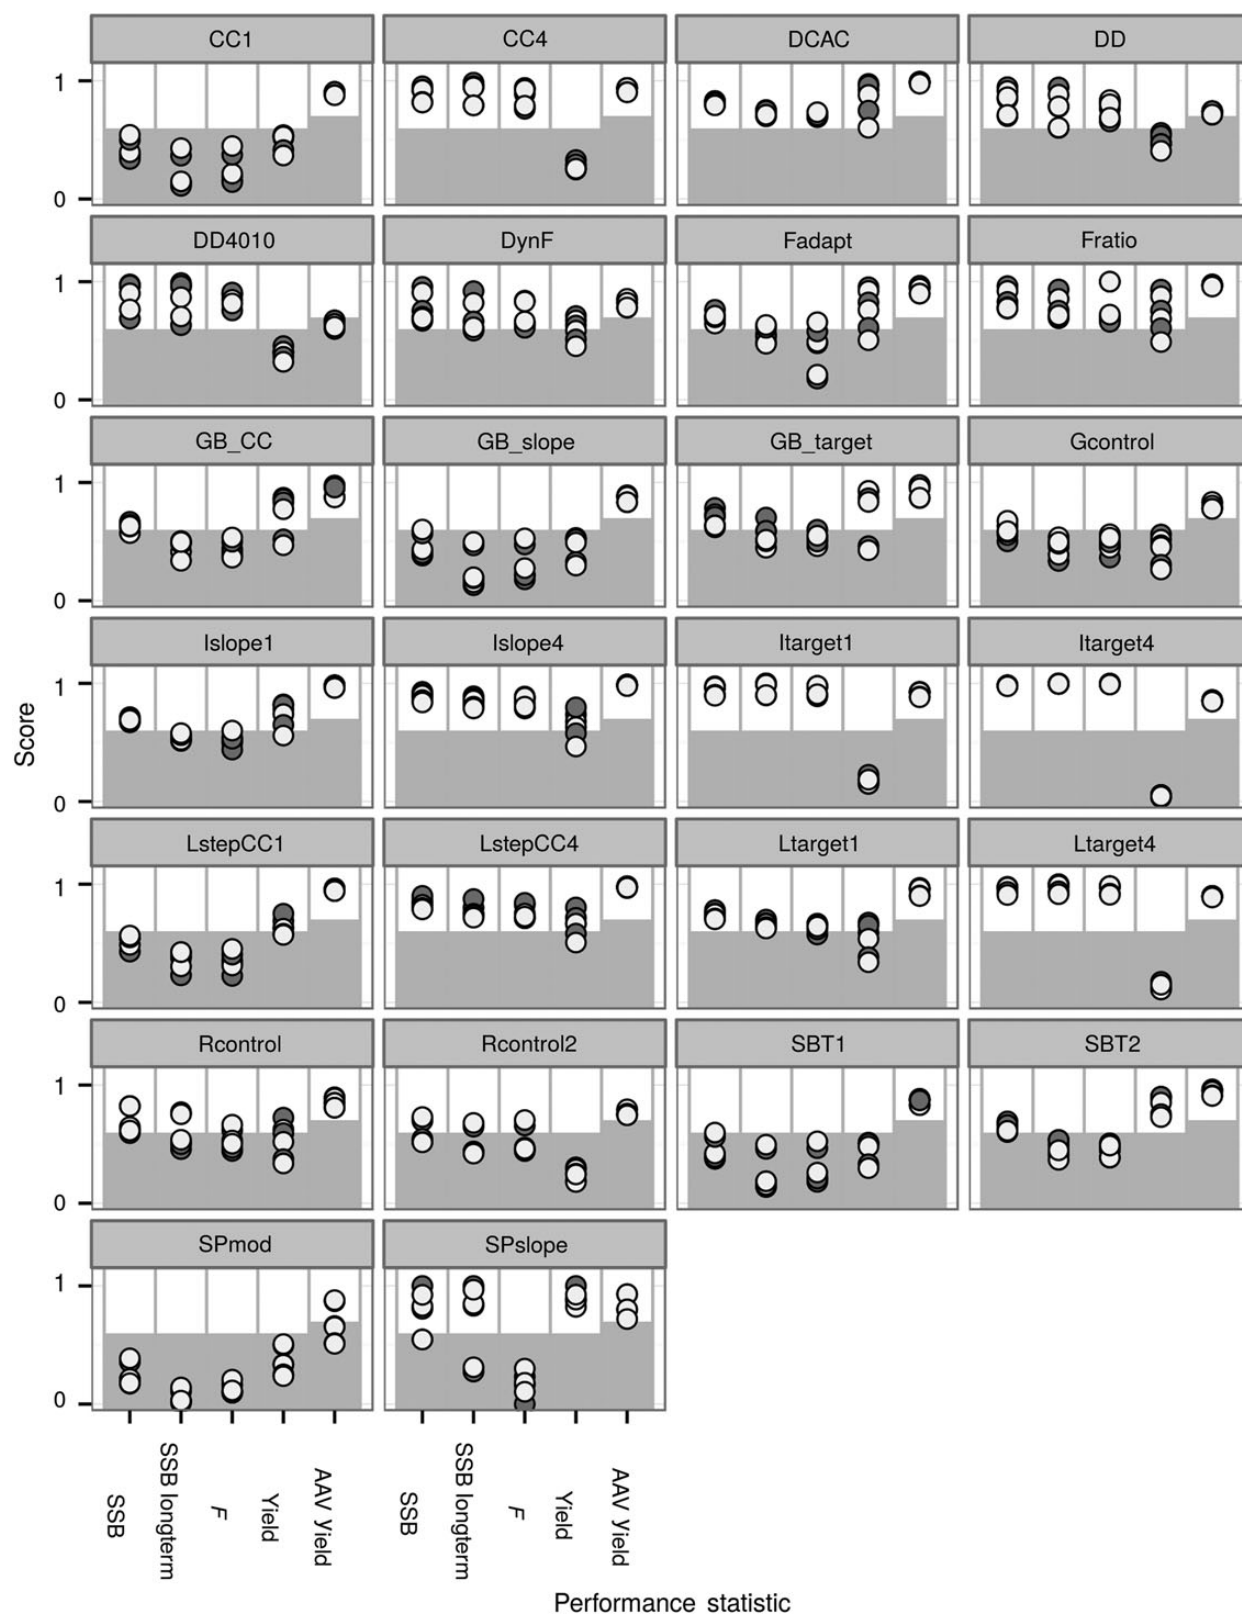 CC1 CC4 DCAC DD
1
0
DD4010 DynF Fadapt Fratio
1
0
GB_CC GB_slope GB_target Gcontrol
1
0
Islope1 Islope4 Itarget1 Itarget4
1
0
Score
LstepCC1 LstepCC4 Ltarget1 Ltarget4
1
0
Rcontrol Rcontrol2 SBT1 SBT2
1
0
SPmod SPslope
1
0
SSB SSB longterm F Yield AAV Yield SSB SSB longterm F Yield AAV Yield
Performance statistic